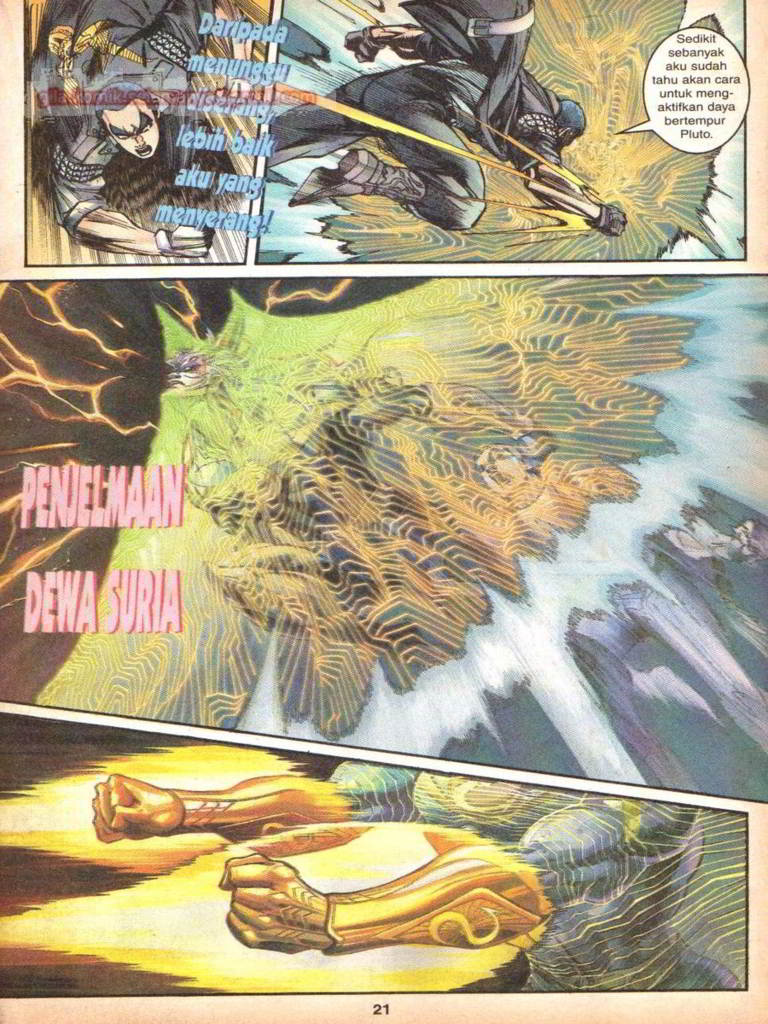 Daripada
menunggu
lebih baik
aku yang
menyerang!
Sedikit
sebanyak
aku sudah
tahu akan cara
untuk meng-
aktifkan daya
bertempur
Pluto.
PENJELMAAN
DEWA SURIA
21